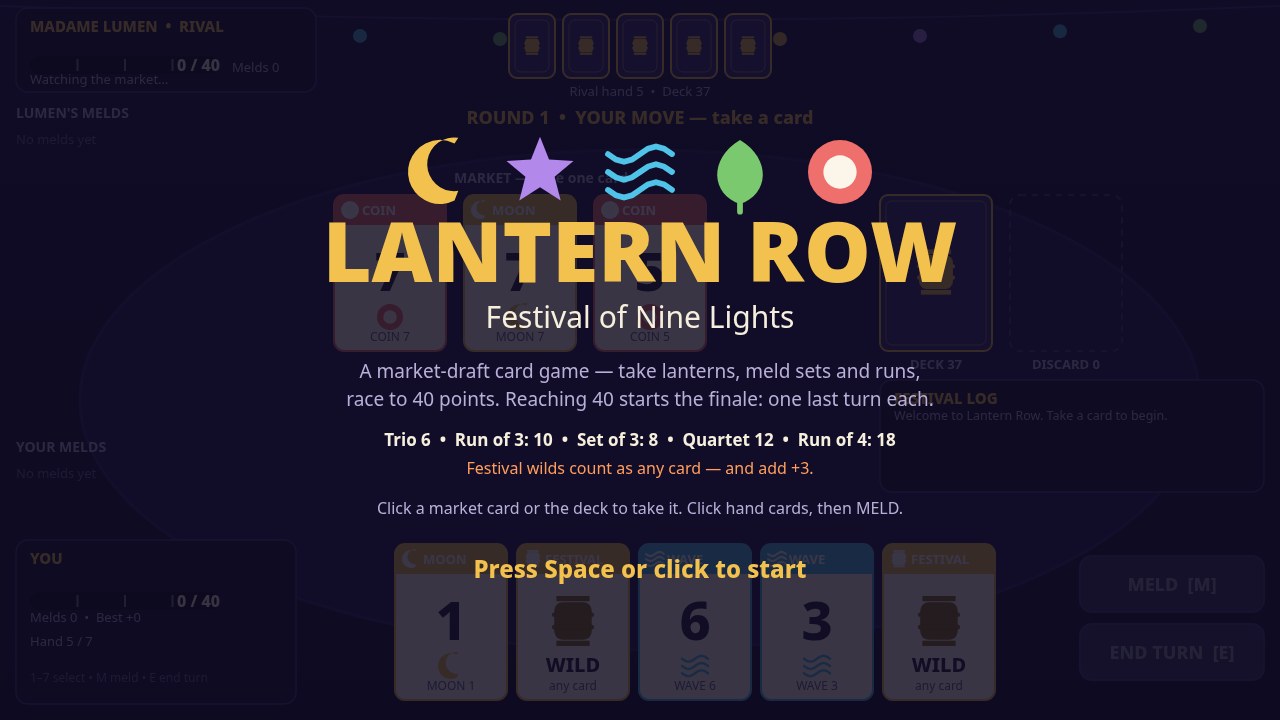 MADAME LUMEN • RIVAL
0 / 40 Melds 0
Watching the market...
Rival hand 5 • Deck 37
LUMEN'S MELDS
No melds yet
ROUND 1 • YOUR MOVE — take a card
MARKET — one
COIN MOON COIN
7 7 5
LANTERN ROW
Festival of Nine Lights
COIN 7 MOON 7 COIN 5
DECK 37 DISCARD 0
A market-draft card game — take lanterns, meld sets and runs,
race to 40 points. Reaching 40 starts the finale: one last turn each.
FESTIVAL LOG
Welcome to Lantern Row. Take a card to begin.
Trio 6 • Run of 3: 10 • Set of 3: 8 • Quartet 12 • Run of 4: 18
Festival wilds count as any card — and add +3.
Click a market card or the deck to take it. Click hand cards, then MELD.
YOUR MELDS
No melds yet
YOU
0 / 40
Melds 0 • Best +0
Hand 5 / 7
1-7 select • M meld • E end turn
MOON FESTIVAL WAVE WAVE FESTIVAL
Press Space or click to start
1 6 3
WILD WILD
MOON 1 any card WAVE 6 WAVE 3 any card
MELD [M]
END TURN [E]